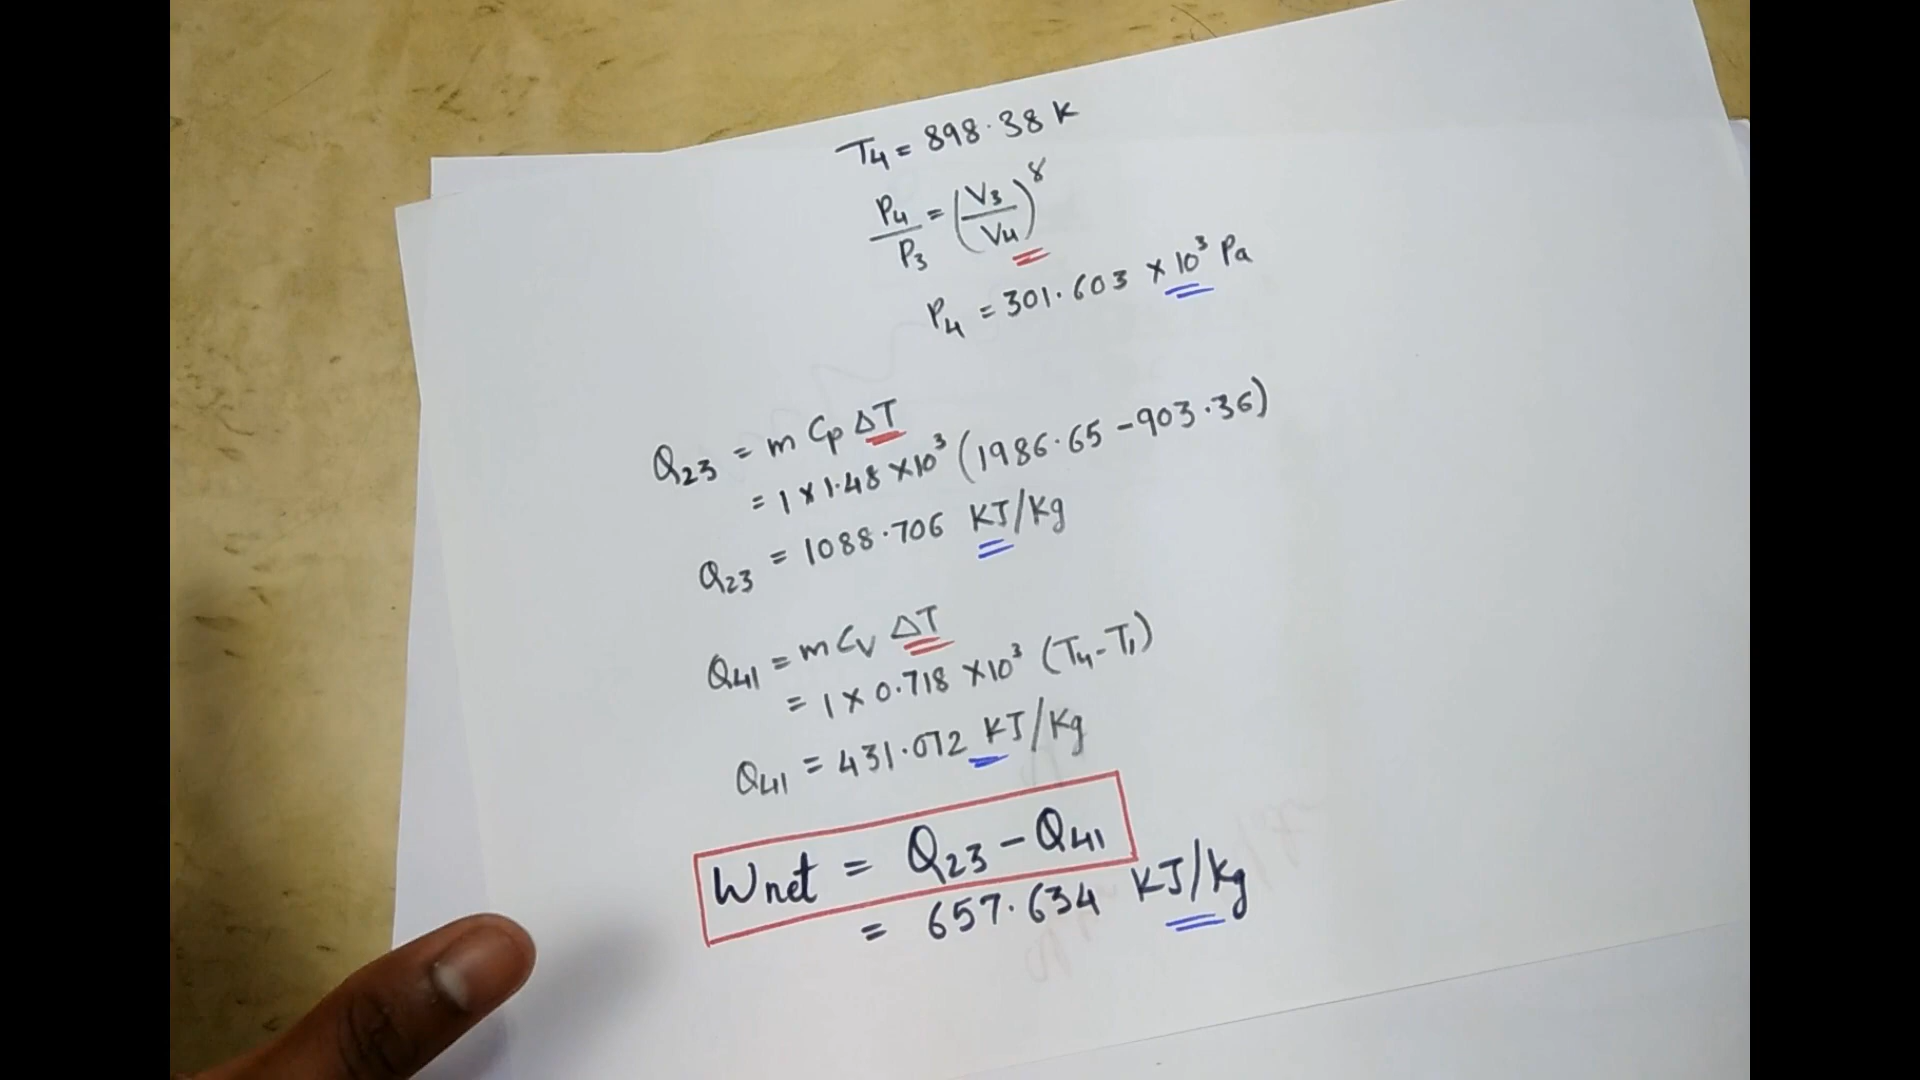 T4 = 898.38 K
P4/P3 = (V3/V4)^γ
P4 = 301.603 × 10³ Pa
Q23 = m Cp ΔT
= 1 × 1.48 × 10³ (1986.65 - 903.36)
Q23 = 1088.706 KJ/Kg
Q41 = m Cv ΔT
= 1 × 0.718 × 10³ (T4 - T1)
Q41 = 431.072 KJ/Kg
Wnet = Q23 - Q41
= 657.634 KJ/Kg